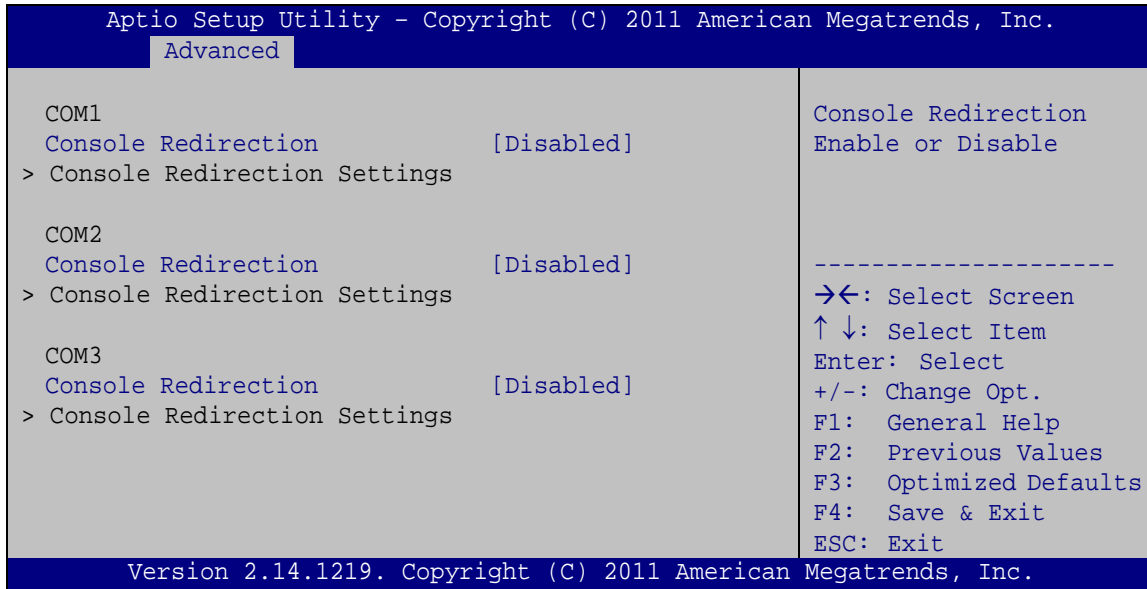 Aptio Setup Utility – Copyright (C) 2011 American Megatrends, Inc.
Advanced
COM1
Console Redirection [Disabled]
> Console Redirection Settings
COM2
Console Redirection [Disabled]
> Console Redirection Settings
COM3
Console Redirection [Disabled]
> Console Redirection Settings
Console Redirection
Enable or Disable
---------------------
→←: Select Screen
↑ ↓: Select Item
Enter: Select
+/-: Change Opt.
F1: General Help
F2: Previous Values
F3: Optimized Defaults
F4: Save & Exit
ESC: Exit
Version 2.14.1219. Copyright (C) 2011 American Megatrends, Inc.